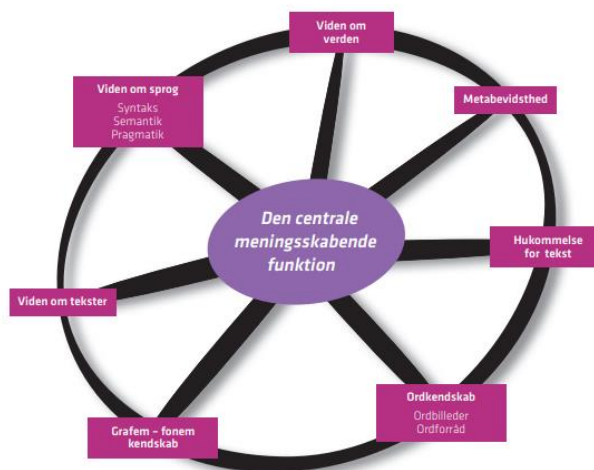 Viden om
verden
Viden om sprog
Syntaks
Semantik
Pragmatik
Metabevidsthed
Den centrale
meningsskabende
funktion
Hukommelse
for tekst
Viden om tekster
Ordkendskab
Ordbilleder
Ordforråd
Grafem – fonem
kendskab